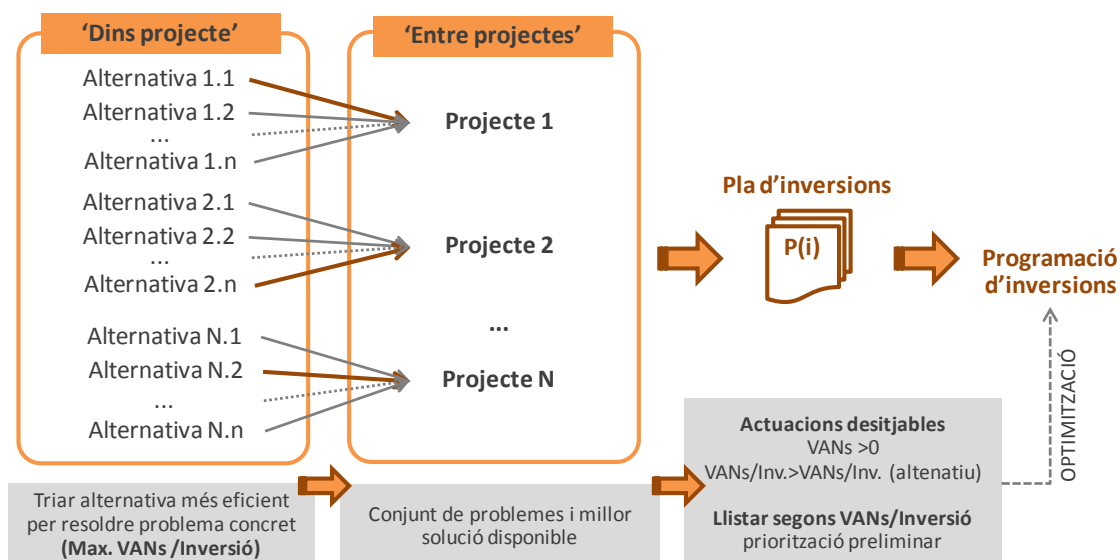 ‘Dins projecte’
Alternativa 1.1
Alternativa 1.2
...
Alternativa 1.n
Alternativa 2.1
Alternativa 2.2
...
Alternativa 2.n
Alternativa N.1
Alternativa N.2
...
Alternativa N.n
‘Entre projectes’
Projecte 1
Projecte 2
...
Projecte N
Pla d’inversions
P(i)
Programació
d’inversions
OPTIMITZACIÓ
Triar alternativa més eficient
per resoldre problema concret
(Max. VANs /Inversió)
Conjunt de problemes i millor
solució disponible
Actuacions desitjables
VANs >0
VANs/Inv.>VANs/Inv. (altenatiu)
Llistar segons VANs/Inversió
priorització preliminar